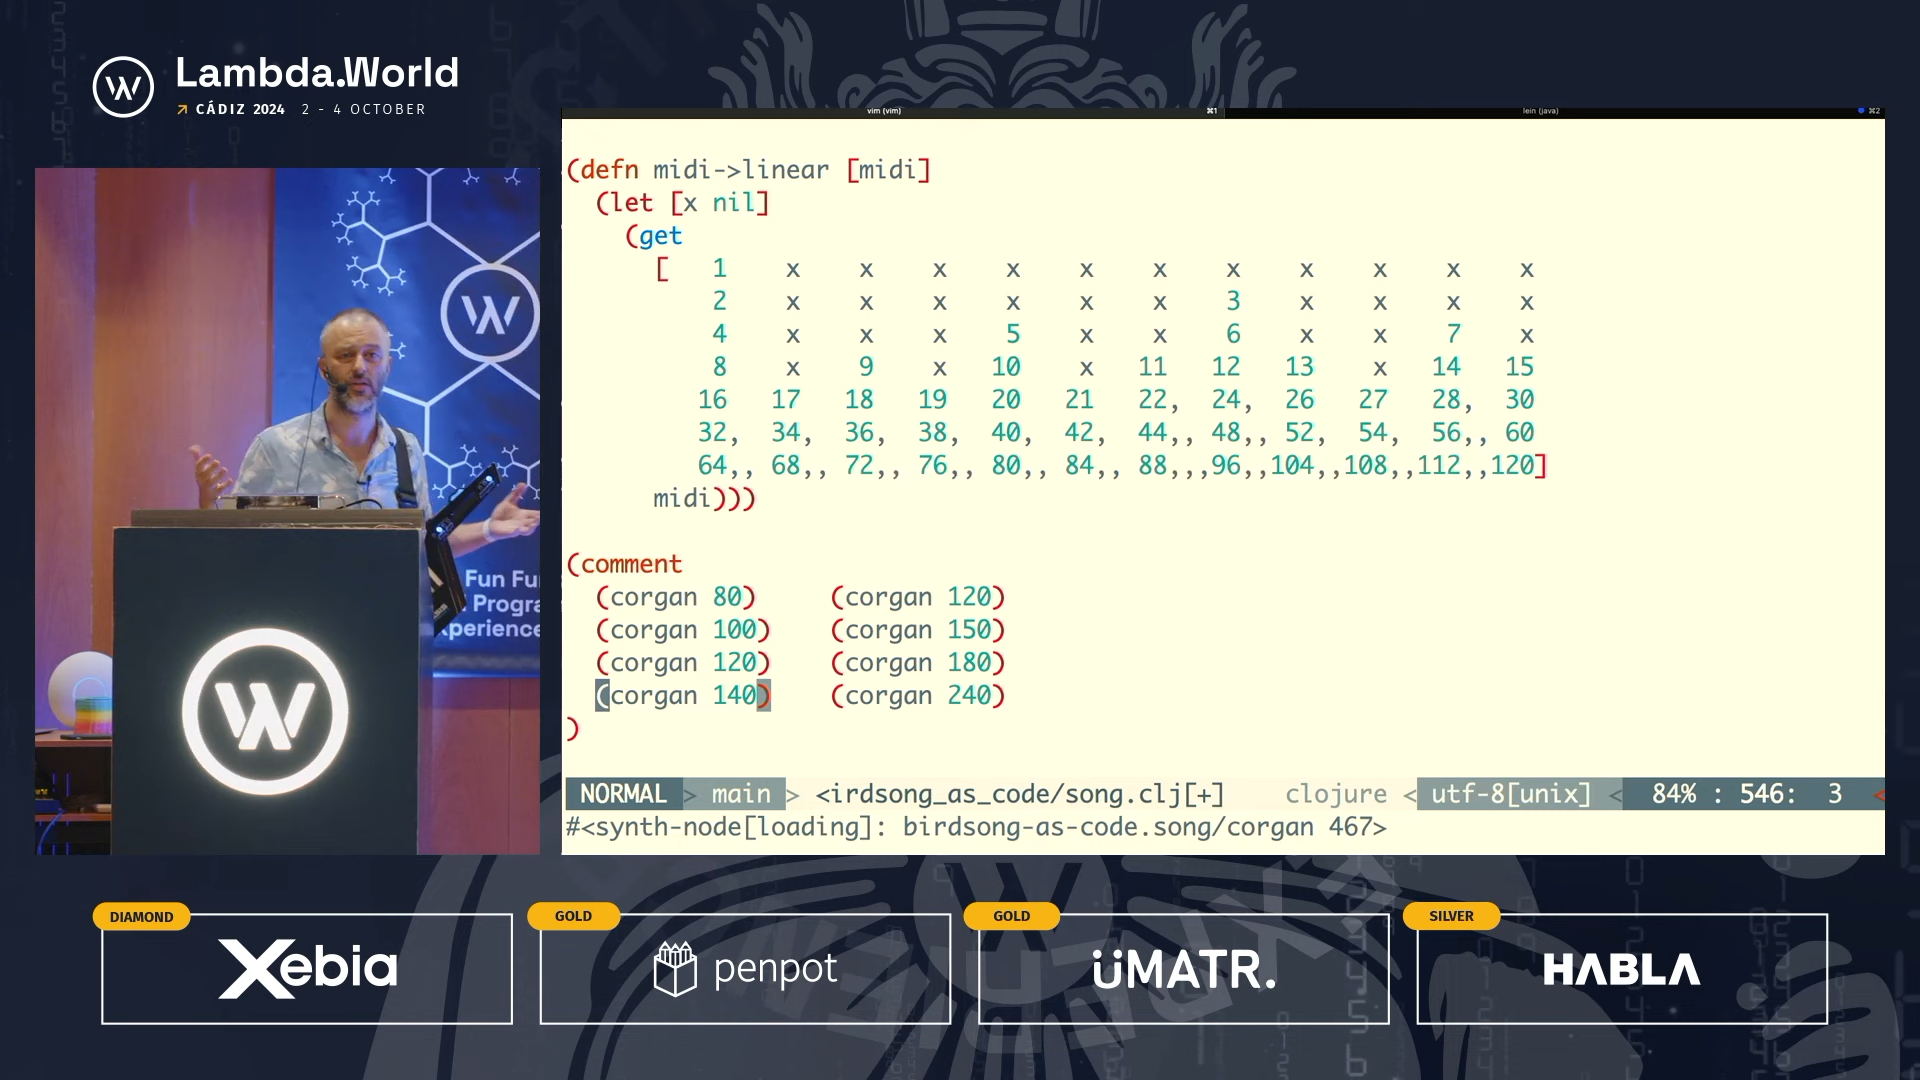 Lambda.World
CÁDIZ 2024 2 - 4 OCTOBER
vim (vim) ⌘1 lein (java) ⌘2
(defn midi->linear [midi]
(let [x nil]
(get
[ 1 x x x x x x x x x x x
2 x x x x x x 3 x x x x
4 x x x 5 x x 6 x x 7 x
8 x 9 x 10 x 11 12 13 x 14 15
16 17 18 19 20 21 22, 24, 26 27 28, 30
32, 34, 36, 38, 40, 42, 44,, 48,, 52, 54, 56,, 60
64,, 68,, 72,, 76,, 80,, 84,, 88,,,96,,104,,108,,112,,120]
midi)))
(comment
(corgan 80) (corgan 120)
(corgan 100) (corgan 150)
(corgan 120) (corgan 180)
(corgan 140) (corgan 240)
)
NORMAL > main > <irdsong_as_code/song.clj[+] clojure < utf-8[unix] < 84% : 546: 3 <
#<synth-node[loading]: birdsong-as-code.song/corgan 467>
W
Fun Fu
Progra
xperience
W
DIAMOND
Xebia
GOLD
penpot
GOLD
üMATR.
SILVER
HABLA